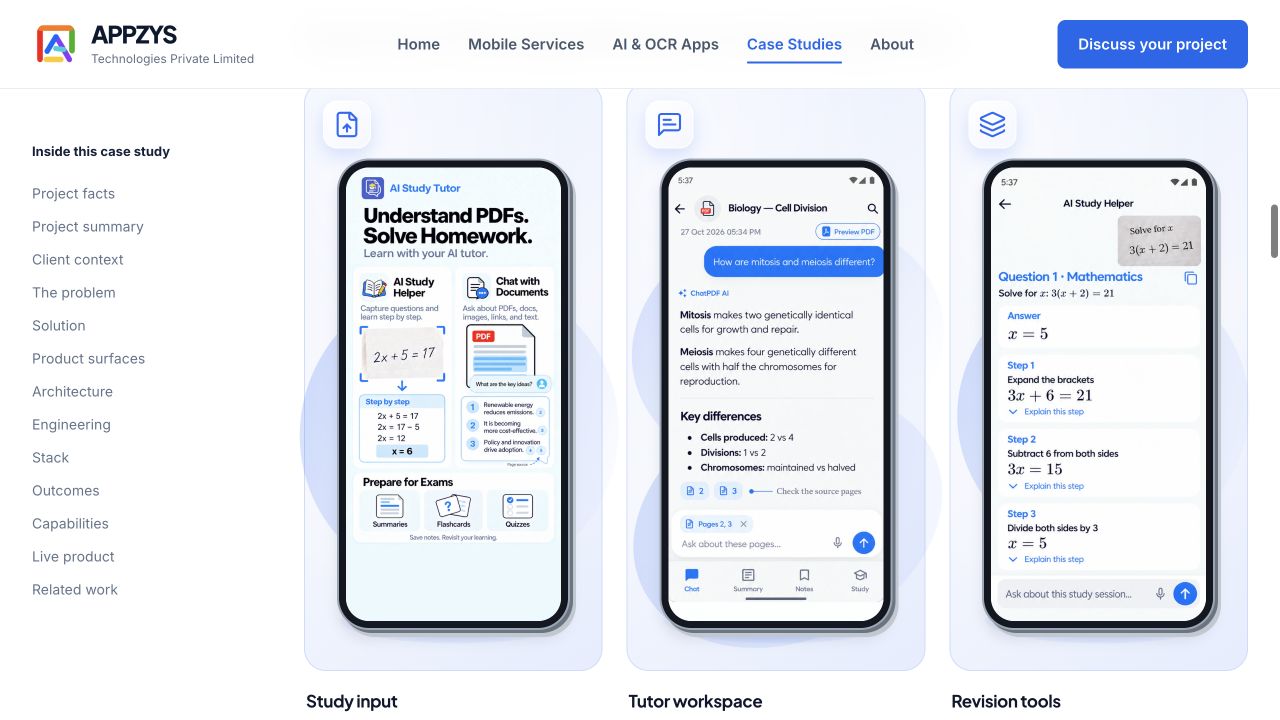 APPZYS
Technologies Private Limited
Home
Mobile Services
AI & OCR Apps
Case Studies
About
Discuss your project
Inside this case study
Project facts
Project summary
Client context
The problem
Solution
Product surfaces
Architecture
Engineering
Stack
Outcomes
Capabilities
Live product
Related work
AI Study Tutor
Understand PDFs.
Solve Homework.
Learn with your AI tutor.
AI Study
Helper
Capture questions and
learn step by step.
2x + 5 = 17
Step by step
2x + 5 = 17
2x = 17 − 5
2x = 12
x = 6
Chat with
Documents
Ask about PDFs, docs,
images, links, and text.
PDF
What are the key ideas?
1 Renewable energy
reduces emissions. 2
2 It is becoming
more cost-effective. 3
3 Policy and innovation
drive adoption. 4 5
Page source
Prepare for Exams
Summaries
Flashcards
Quizzes
Save notes. Revisit your learning.
Study input
5:37
PDF
Biology — Cell Division
27 Oct 2026 05:34 PM
Preview PDF
How are mitosis and meiosis different?
ChatPDF AI
Mitosis makes two genetically identical
cells for growth and repair.
Meiosis makes four genetically different
cells with half the chromosomes for
reproduction.
Key differences
• Cells produced: 2 vs 4
• Divisions: 1 vs 2
• Chromosomes: maintained vs halved
2
3
Check the source pages
Pages 2, 3
Ask about these pages...
Chat
Summary
Notes
Study
Tutor workspace
5:37
AI Study Helper
Solve for x
3(x + 2) = 21
Question 1 · Mathematics
Solve for x: 3(x + 2) = 21
Answer
x = 5
Step 1
Expand the brackets
3x + 6 = 21
Explain this step
Step 2
Subtract 6 from both sides
3x = 15
Explain this step
Step 3
Divide both sides by 3
x = 5
Explain this step
Ask about this study session...
Revision tools